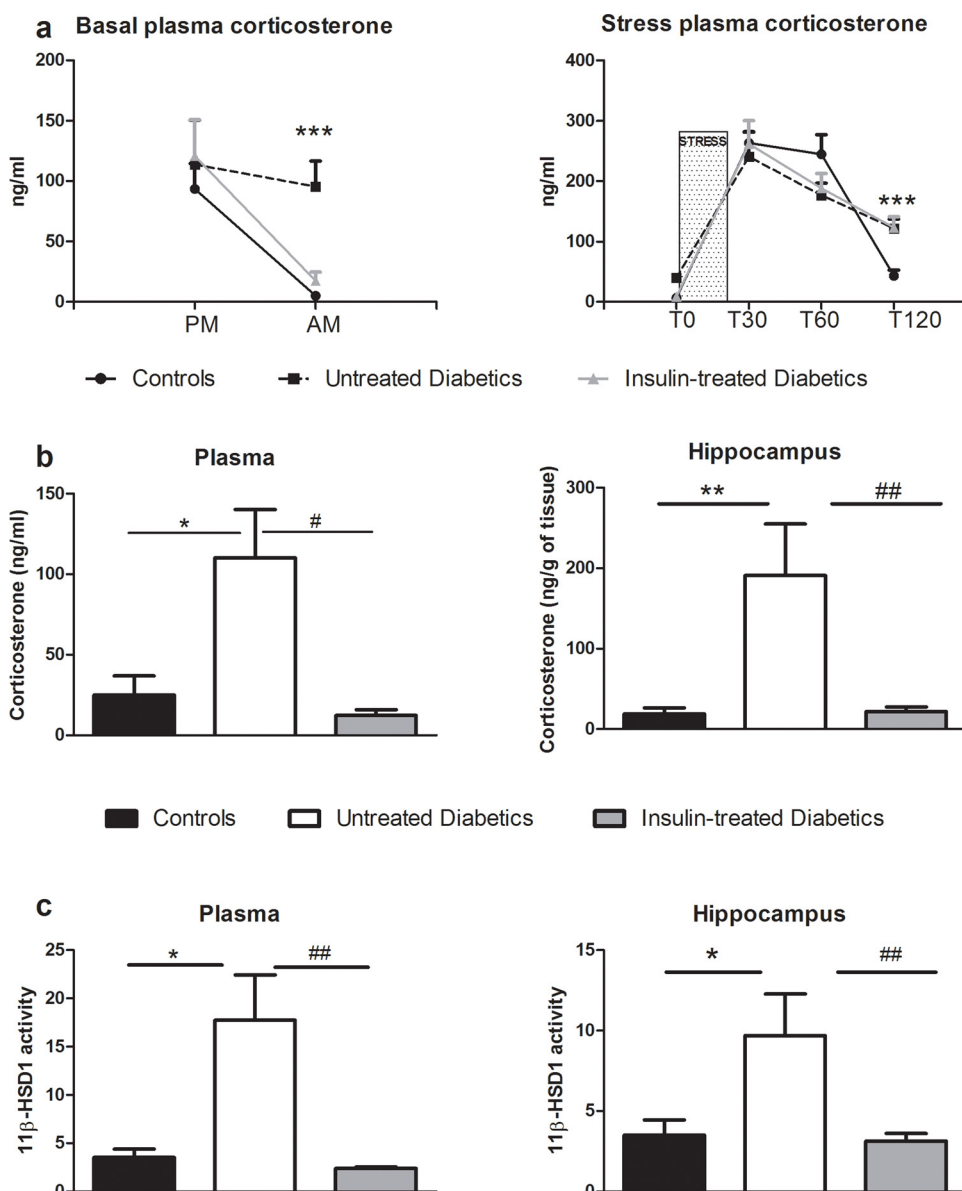 a
Basal plasma corticosterone
Stress plasma corticosterone
200
150
100
50
0
ng/ml
***
PM
AM
400
300
200
100
0
ng/ml
STRESS
***
T0
T30
T60
T120
Controls
Untreated Diabetics
Insulin-treated Diabetics
b
Plasma
Hippocampus
150
100
50
0
Corticosterone (ng/ml)
*
#
300
200
100
0
Corticosterone (ng/g of tissue)
**
##
Controls
Untreated Diabetics
Insulin-treated Diabetics
c
Plasma
Hippocampus
25
20
15
10
5
0
11β-HSD1 activity
*
##
15
10
5
0
11β-HSD1 activity
*
##